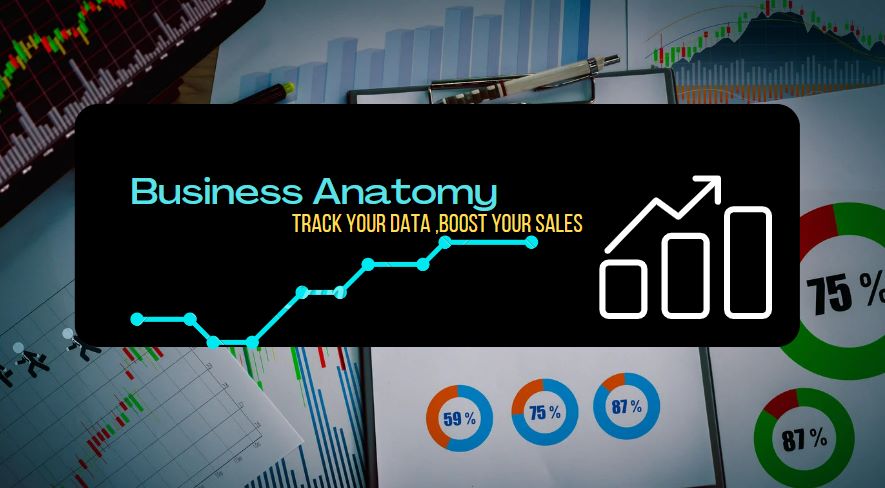 Business Anatomy
TRACK YOUR DATA ,BOOST YOUR SALES
75 %
59 %
75 %
87 %
87 %